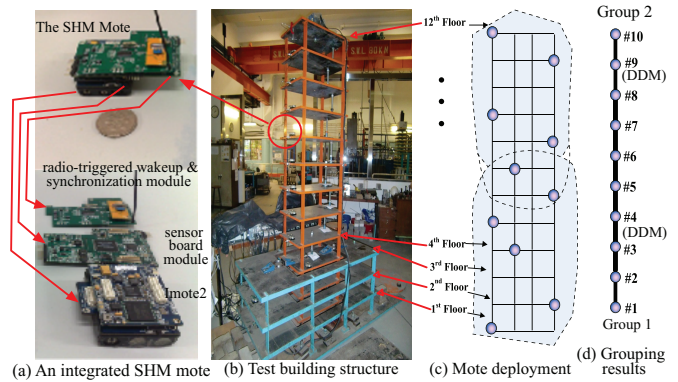 The SHM Mote
radio-triggered wakeup &
synchronization module
sensor
board
module
Imote2
(a) An integrated SHM mote
12th Floor
4th Floor
3rd Floor
2nd Floor
1st Floor
(b) Test building structure
(c) Mote deployment
Group 2
#10
#9
(DDM)
#8
#7
#6
#5
#4
(DDM)
#3
#2
#1
Group 1
(d) Grouping
results